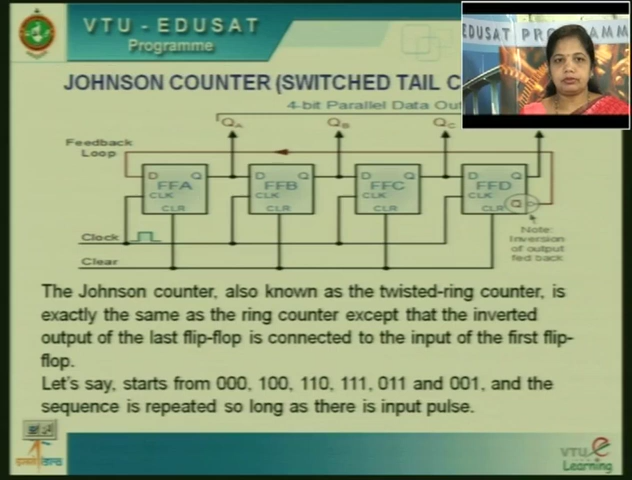 VTU - EDUSAT
Programme
EDUSAT PROGRAMM
JOHNSON COUNTER (SWITCHED TAIL C
4-bit Parallel Data Out
QA QB QC
Feedback
Loop
D Q D Q D Q D Q
FFA FFB FFC FFD
CLK CLK CLK CLK
CLR CLR CLR CLR Q
Clock
Clear
Note:
Inversion
of output
fed back
The Johnson counter, also known as the twisted-ring counter, is
exactly the same as the ring counter except that the inverted
output of the last flip-flop is connected to the input of the first flip-
flop.
Let's say, starts from 000, 100, 110, 111, 011 and 001, and the
sequence is repeated so long as there is input pulse.
VTU e
Learning